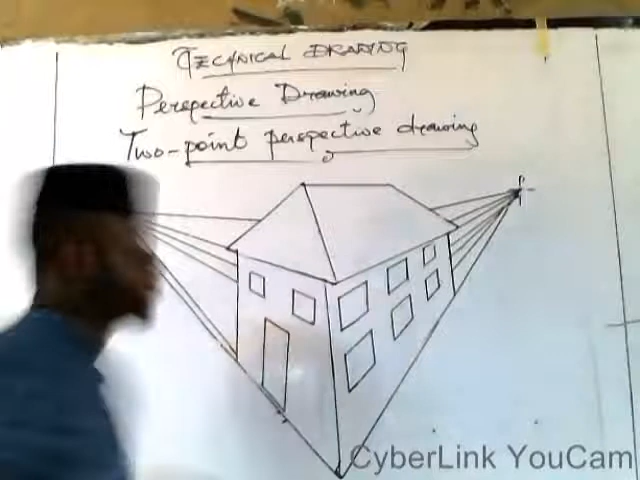 TECHNICAL DRAWING
Perspective Drawing
Two-point perspective drawing
CyberLink YouCam